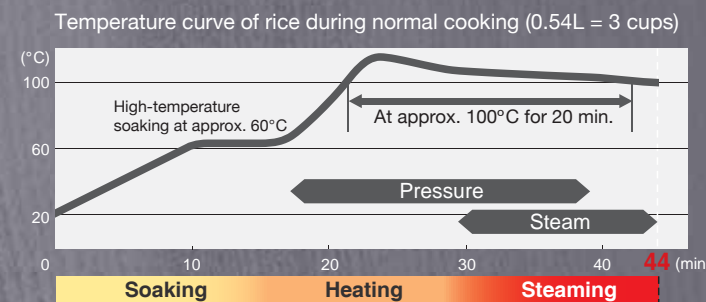 Temperature curve of rice during normal cooking (0.54L = 3 cups)
(°C)
100
High-temperature
soaking at approx. 60°C
At approx. 100°C for 20 min.
60
Pressure
20
Steam
0 10 20 30 40 44 (min
Soaking Heating Steaming